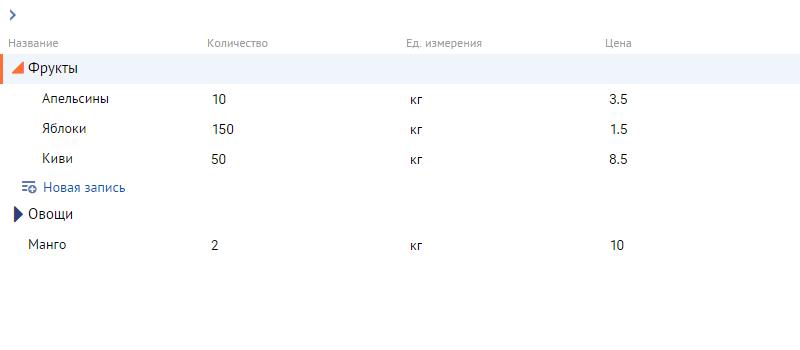 Название Количество Ед. измерения Цена
Фрукты
Апельсины 10 кг 3.5
Яблоки 150 кг 1.5
Киви 50 кг 8.5
Новая запись
Овощи
Манго 2 кг 10